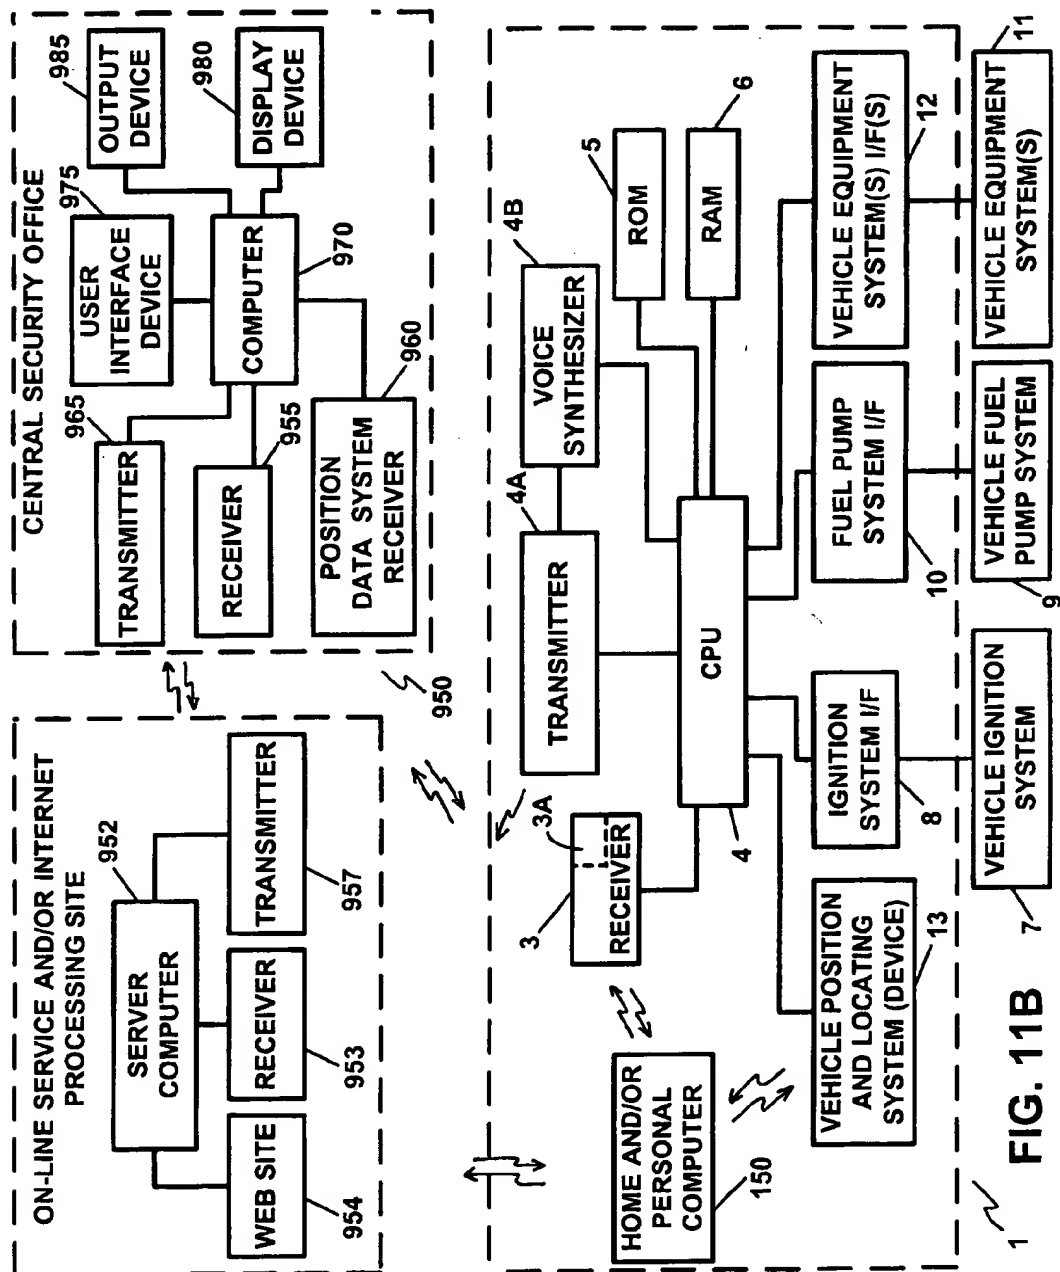 ON-LINE SERVICE AND/OR INTERNET
PROCESSING SITE
SERVER
COMPUTER
952
WEB SITE
954
RECEIVER
953
TRANSMITTER
957
CENTRAL SECURITY OFFICE
950
TRANSMITTER
965
RECEIVER
955
POSITION
DATA SYSTEM
RECEIVER
960
USER
INTERFACE
DEVICE
975
COMPUTER
970
OUTPUT
DEVICE
985
DISPLAY
DEVICE
980
HOME AND/OR
PERSONAL
COMPUTER
150
3
3A
RECEIVER
TRANSMITTER
4A
VOICE
SYNTHESIZER
4B
ROM
5
RAM
6
CPU
4
VEHICLE POSITION
AND LOCATING
SYSTEM (DEVICE)
13
IGNITION
SYSTEM I/F
8
FUEL PUMP
SYSTEM I/F
10
VEHICLE EQUIPMENT
SYSTEM(S) I/F(S)
12
VEHICLE IGNITION
SYSTEM
7
VEHICLE FUEL
PUMP SYSTEM
9
VEHICLE EQUIPMENT
SYSTEM(S)
11
1
FIG. 11B